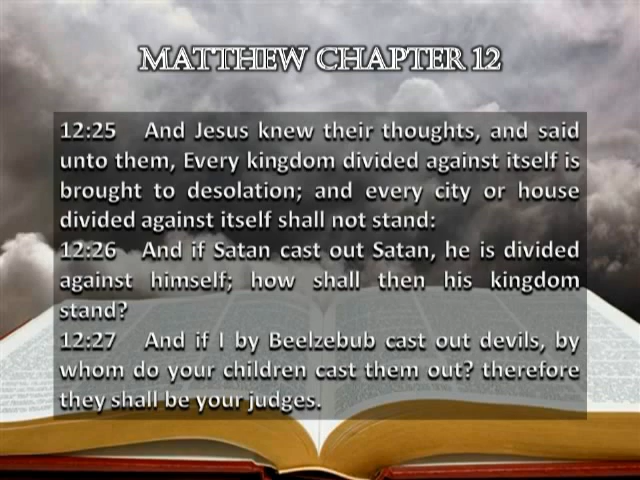 MATTHEW CHAPTER 12
12:25 And Jesus knew their thoughts, and said
unto them, Every kingdom divided against itself is
brought to desolation; and every city or house
divided against itself shall not stand:
12:26 And if Satan cast out Satan, he is divided
against himself; how shall then his kingdom
stand?
12:27 And if I by Beelzebub cast out devils, by
whom do your children cast them out? therefore
they shall be your judges.